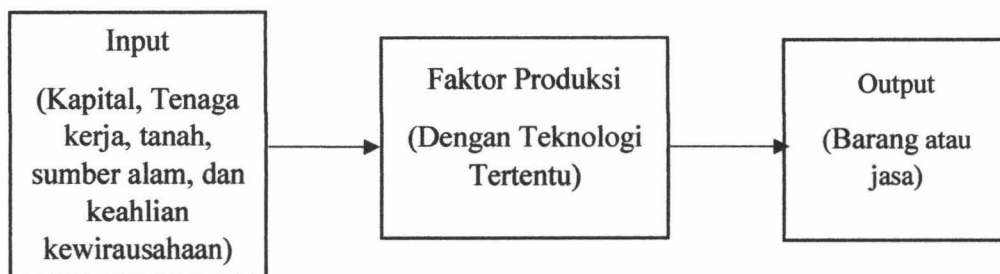 Input
(Kapital, Tenaga
kerja, tanah,
sumber alam, dan
keahlian
kewirausahaan)
Faktor Produksi
(Dengan Teknologi
Tertentu)
Output
(Barang atau
jasa)